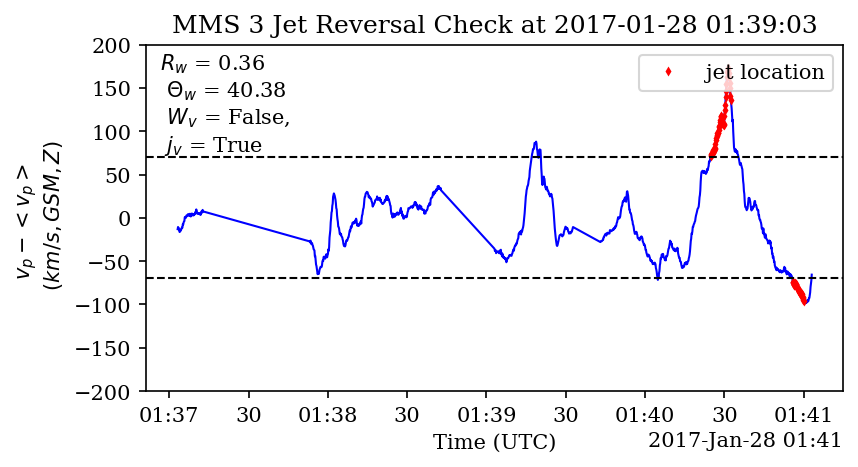 MMS 3 Jet Reversal Check at 2017-01-28 01:39:03
R_w = 0.36
Θ_w = 40.38
W_v = False,
j_v = True
jet location
v_p − < v_p >
(km/s, GSM, Z)
200
150
100
50
0
−50
−100
−150
−200
01:37 30 01:38 30 01:39 30 01:40 30 01:41
Time (UTC)
2017-Jan-28 01:41